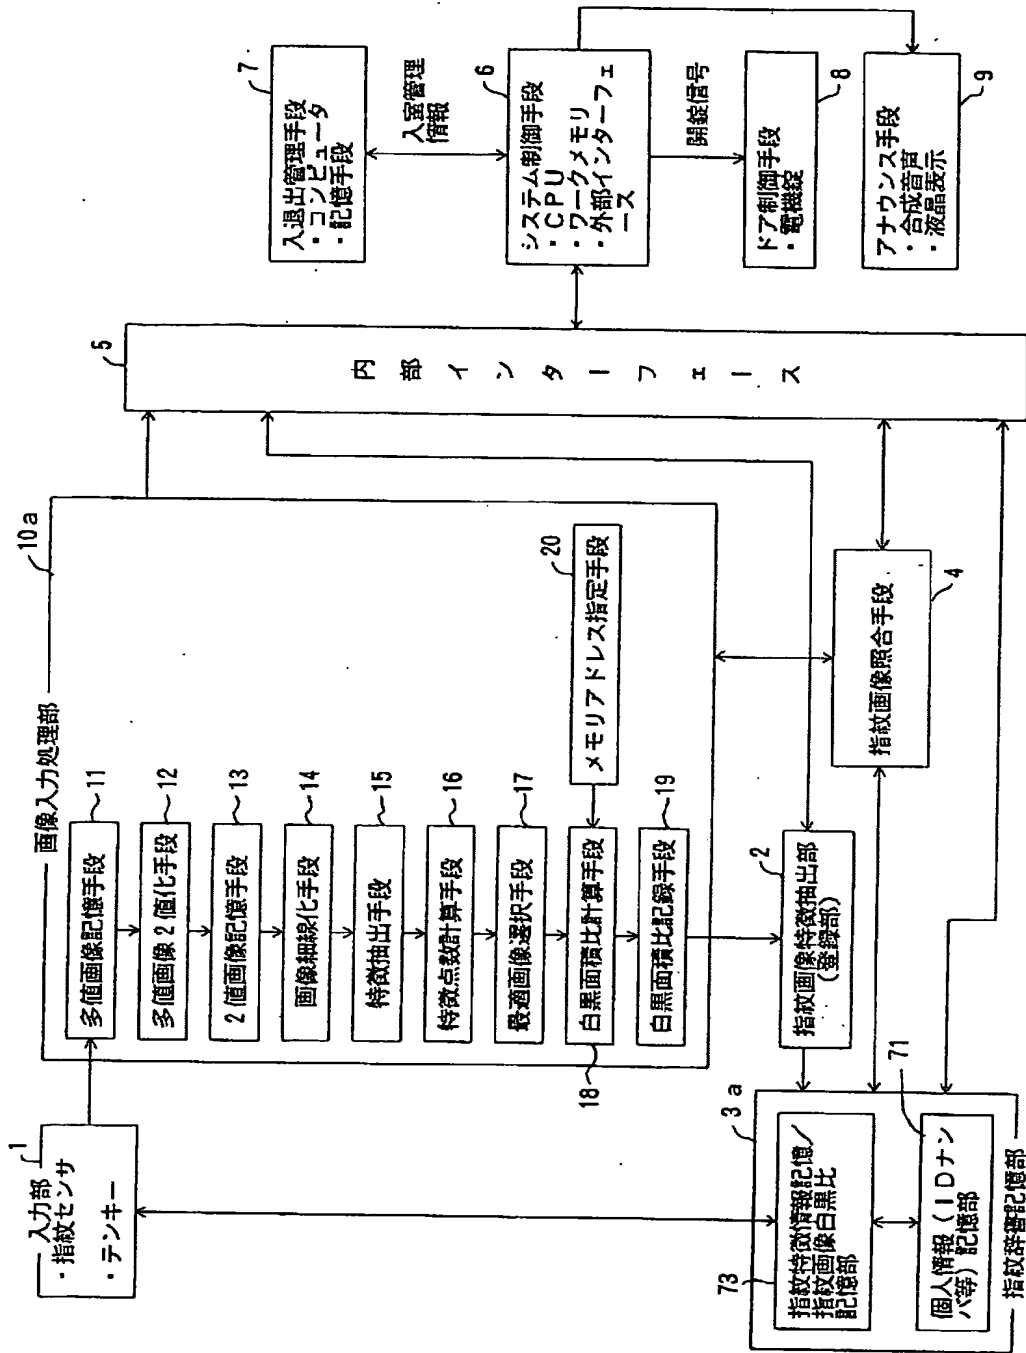 入力部
・指紋センサ
・テンキー
1
画像入力処理部
10a
多値画像記憶手段
11
多値画像2値化手段
12
2値画像記憶手段
13
画像細線化手段
14
特徴抽出手段
15
特徴点数計算手段
16
最適画像選択手段
17
白黒面積比計算手段
18
白黒面積比記録手段
19
メモリアドレス指定手段
20
指紋画像特徴抽出部
(登録部)
2
3a
指紋特徴情報記憶/
指紋画像白黒比
記憶部
73
個人情報(IDナン
バ等)記憶部
71
指紋辞書記憶部
指紋画像照合手段
4
内部インターフェース
5
システム制御手段
・CPU
・ワークメモリ
・外部インターフェ
ース
6
入退出管理手段
・コンピュータ
・記憶手段
7
入室管理
情報
開錠信号
ドア制御手段
・電機錠
8
アナウンス手段
・合成音声
・液晶表示
9